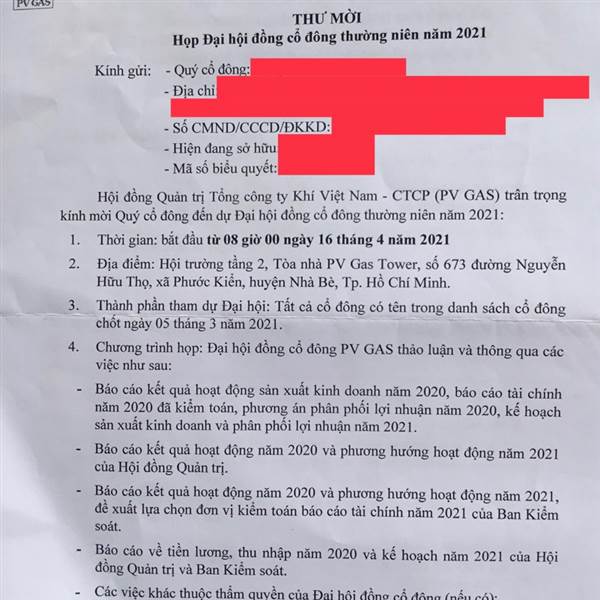 PV GAS
THƯ MỜI
Họp Đại hội đồng cổ đông thường niên năm 2021
Kính gửi: - Quý cổ đông:
- Địa chỉ
- Số CMND/CCCD/ĐKKD:
- Hiện đang sở hữu
- Mã số biểu quyết:
Hội đồng Quản trị Tổng công ty Khí Việt Nam - CTCP (PV GAS) trân trọng
kính mời Quý cổ đông đến dự Đại hội đồng cổ đông thường niên năm 2021:
1. Thời gian: bắt đầu từ 08 giờ 00 ngày 16 tháng 4 năm 2021
2. Địa điểm: Hội trường tầng 2, Tòa nhà PV Gas Tower, số 673 đường Nguyễn
Hữu Thọ, xã Phước Kiển, huyện Nhà Bè, Tp. Hồ Chí Minh.
3. Thành phần tham dự Đại hội: Tất cả cổ đông có tên trong danh sách cổ đông
chốt ngày 05 tháng 3 năm 2021.
4. Chương trình họp: Đại hội đồng cổ đông PV GAS thảo luận và thông qua các
việc như sau:
- Báo cáo kết quả hoạt động sản xuất kinh doanh năm 2020, báo cáo tài chính
năm 2020 đã kiểm toán, phương án phân phối lợi nhuận năm 2020, kế hoạch
sản xuất kinh doanh và phân phối lợi nhuận năm 2021.
- Báo cáo kết quả hoạt động năm 2020 và phương hướng hoạt động năm 2021
của Hội đồng Quản trị.
- Báo cáo kết quả hoạt động năm 2020 và phương hướng hoạt động năm 2021,
đề xuất lựa chọn đơn vị kiểm toán báo cáo tài chính năm 2021 của Ban Kiểm
soát.
- Báo cáo về tiền lương, thu nhập năm 2020 và kế hoạch năm 2021 của Hội
đồng Quản trị và Ban Kiểm soát.
- Các việc khác thuộc thẩm quyền của Đại hội đồng cổ đông (nếu có);